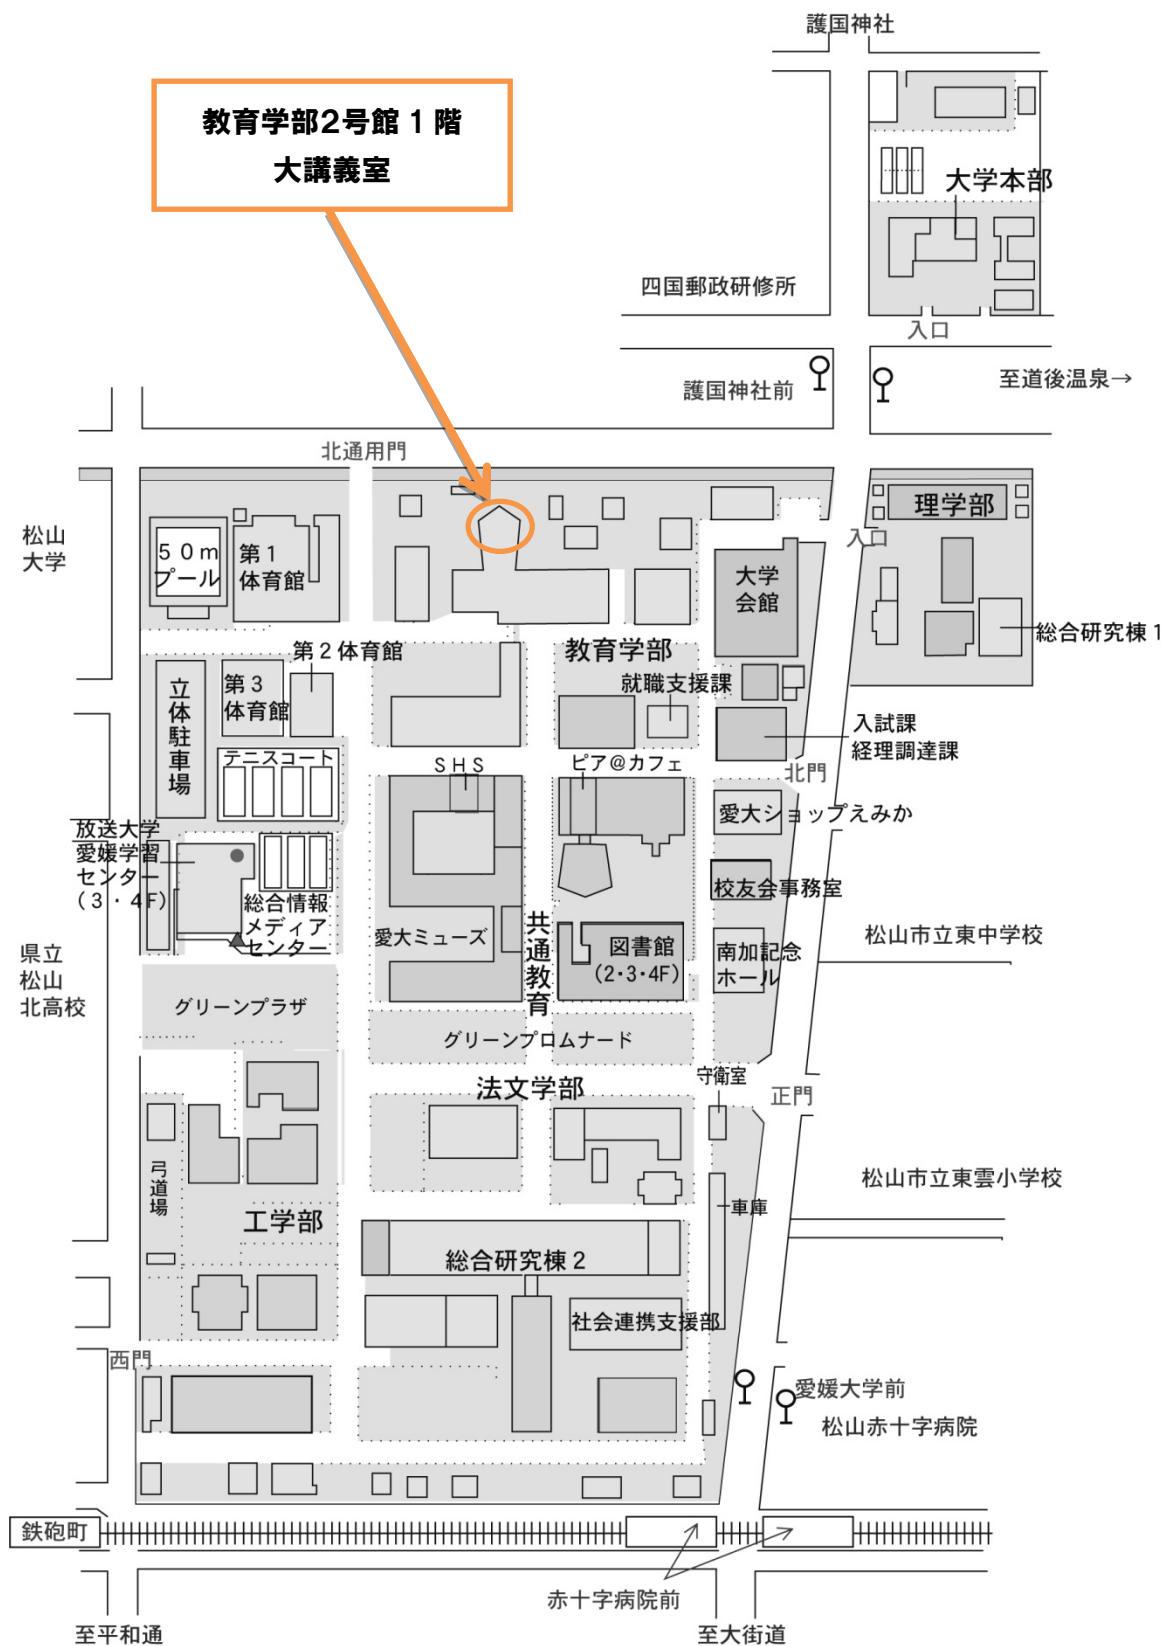 護国神社
教育学部2号館1階
大講義室
大学本部
四国郵政研修所
入口
護国神社前
至道後温泉→
北通用門
松山
大学
50m
プール
第1
体育館
理学部
入口
大学
会館
総合研究棟1
第2体育館
教育学部
就職支援課
立体駐車場
第3
体育館
入試課
経理調達課
テニスコート
SHS
ピア@カフェ
北門
愛大ショップえみか
放送大学
愛媛学習
センター
(3・4F)
校友会事務室
総合情報
メディア
センター
愛大ミューズ
共通教育
図書館
(2・3・4F)
南加記念
ホール
松山市立東中学校
県立
松山
北高校
グリーンプラザ
グリーンプロムナード
守衛室
法文学部
正門
弓道場
松山市立東雲小学校
車庫
工学部
総合研究棟2
社会連携支援部
西門
愛媛大学前
松山赤十字病院
鉄砲町
赤十字病院前
至平和通
至大街道